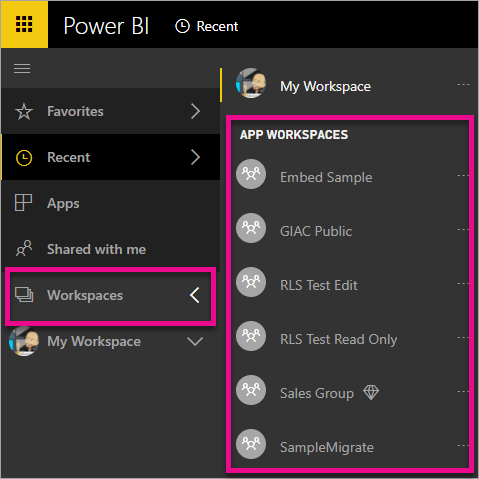 Power BI
Recent
Favorites
Recent
Apps
Shared with me
Workspaces
My Workspace
My Workspace
APP WORKSPACES
Embed Sample
GIAC Public
RLS Test Edit
RLS Test Read Only
Sales Group
SampleMigrate